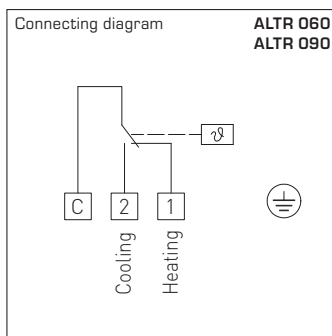 Connecting diagram ALTR 060
ALTR 090
ϑ
C 2 1
Cooling
Heating